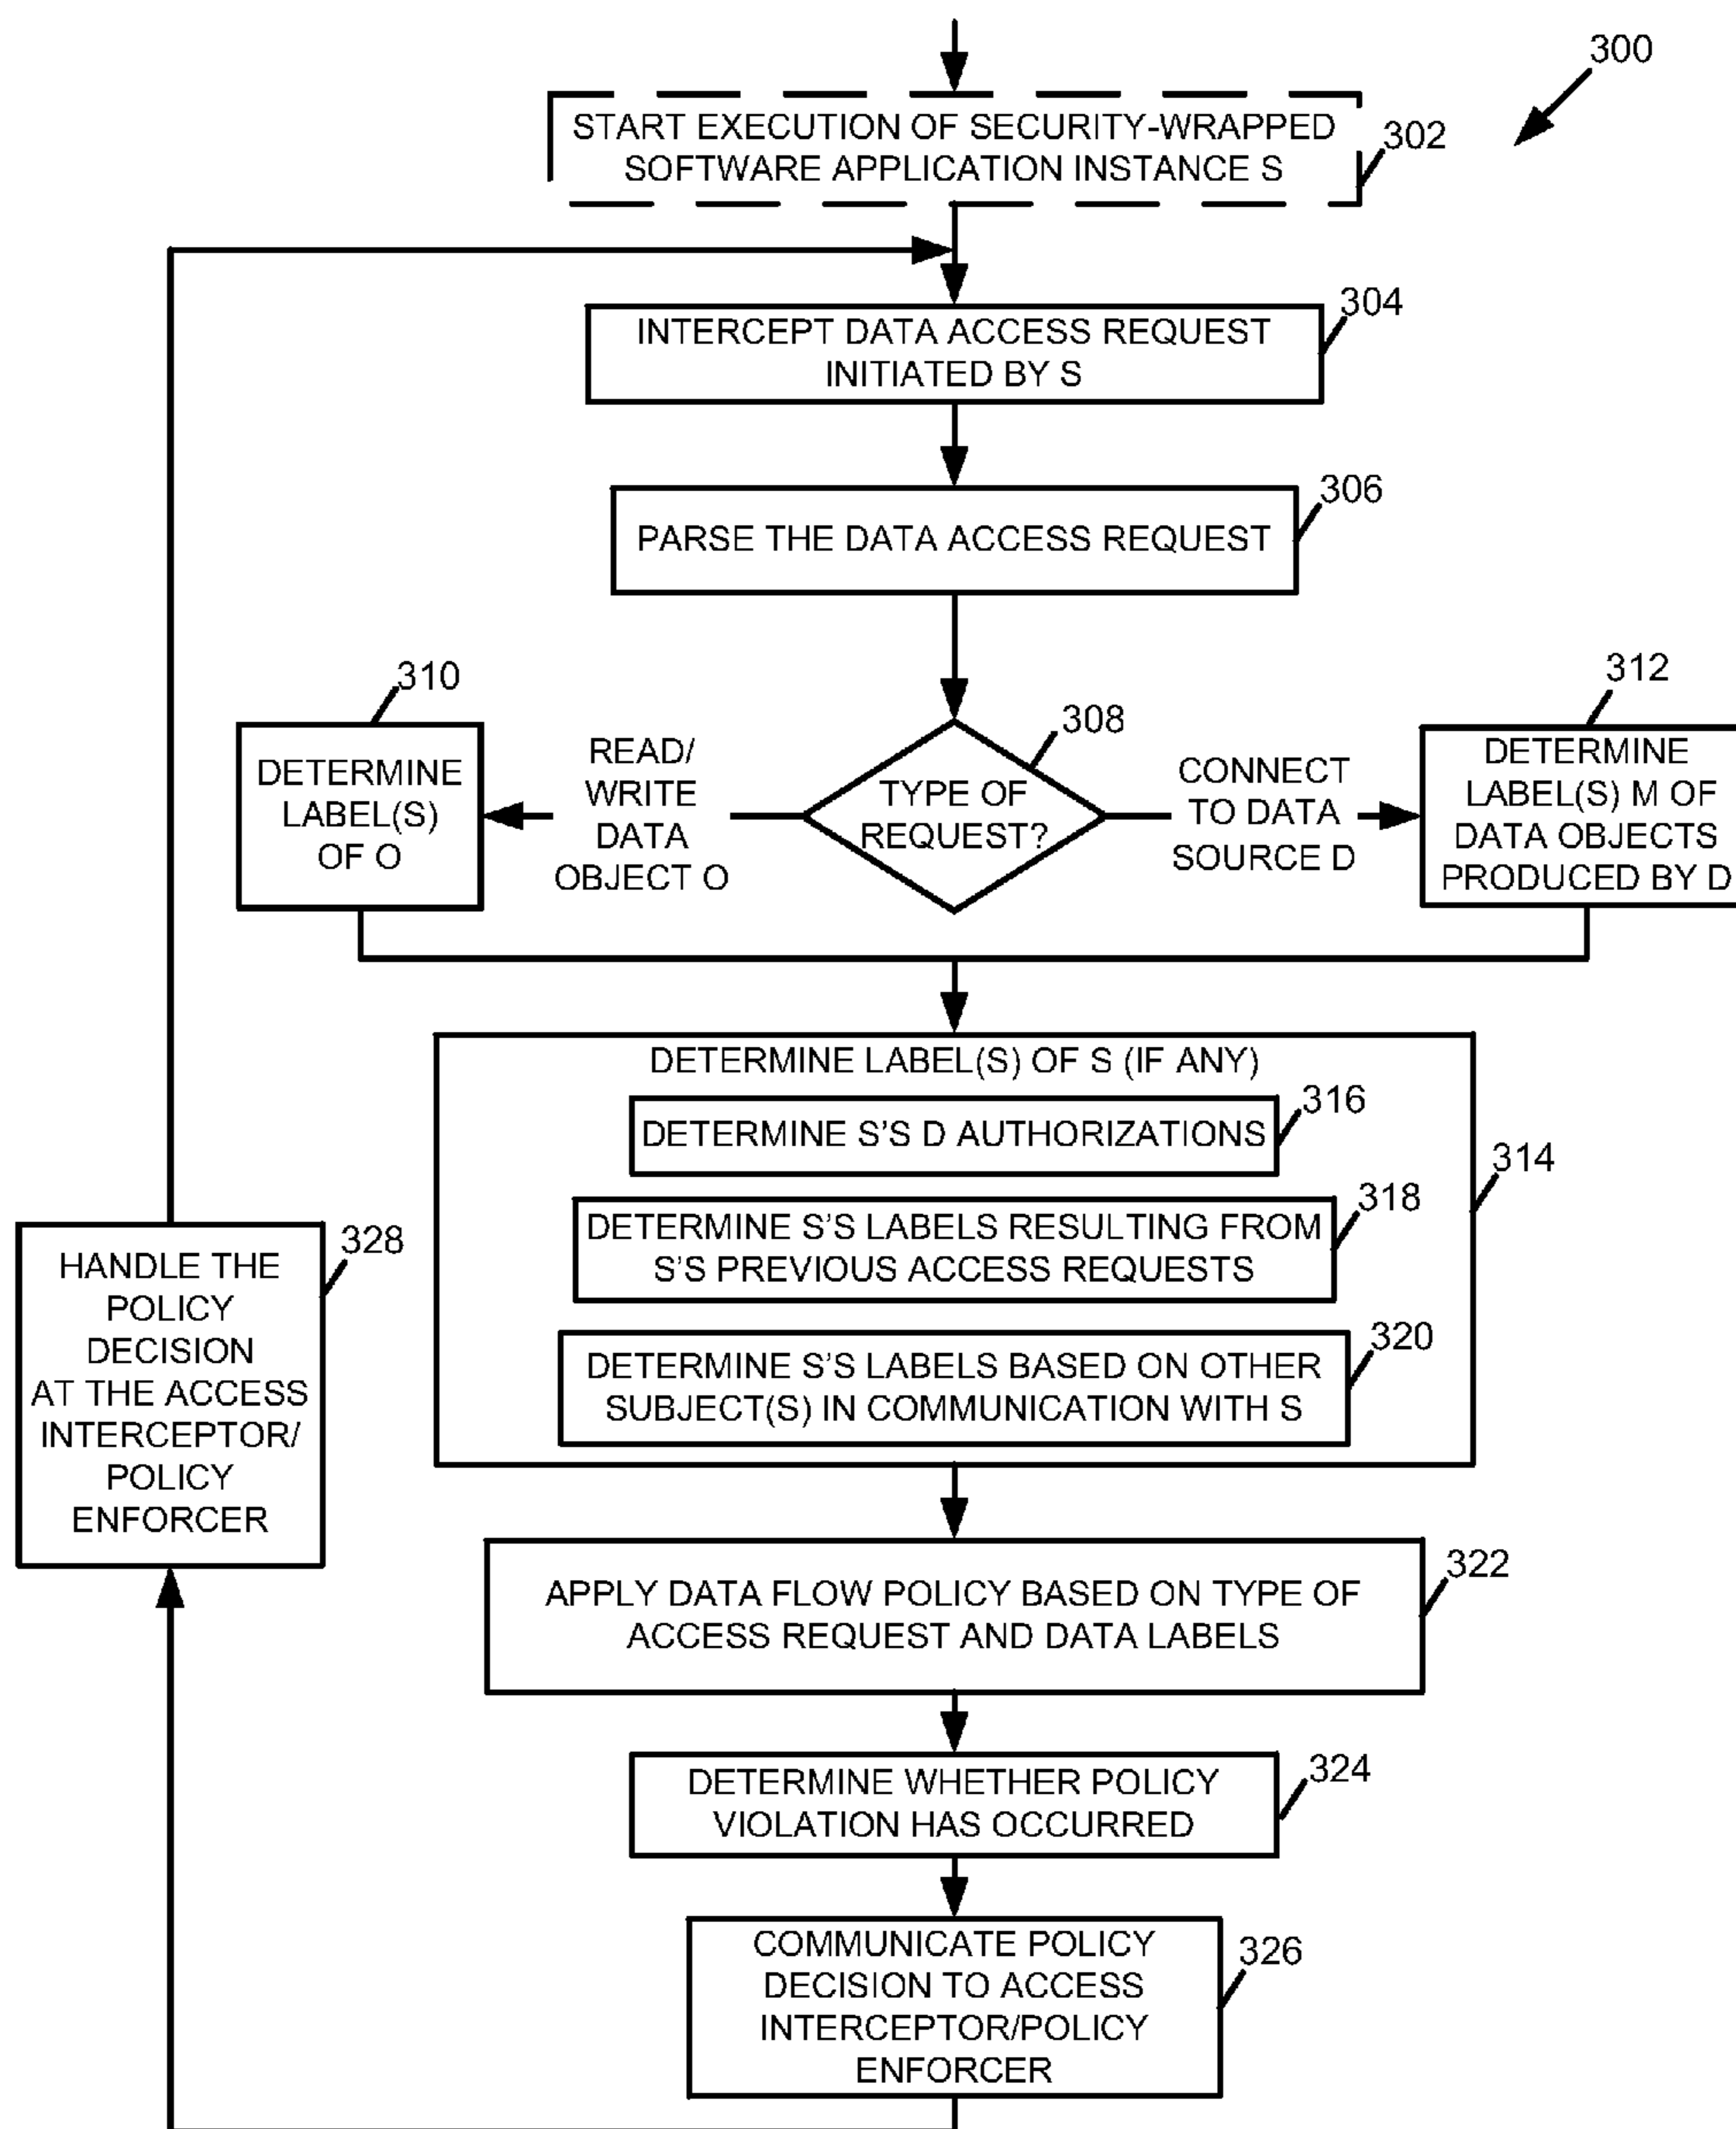 300
START EXECUTION OF SECURITY-WRAPPED
SOFTWARE APPLICATION INSTANCE S
302
304
INTERCEPT DATA ACCESS REQUEST
INITIATED BY S
306
PARSE THE DATA ACCESS REQUEST
310
DETERMINE
LABEL(S)
OF O
READ/
WRITE
DATA
OBJECT O
308
TYPE OF
REQUEST?
CONNECT
TO DATA
SOURCE D
312
DETERMINE
LABEL(S) M OF
DATA OBJECTS
PRODUCED BY D
DETERMINE LABEL(S) OF S (IF ANY)
316
DETERMINE S'S D AUTHORIZATIONS
314
318
DETERMINE S'S LABELS RESULTING FROM
S'S PREVIOUS ACCESS REQUESTS
320
DETERMINE S'S LABELS BASED ON OTHER
SUBJECT(S) IN COMMUNICATION WITH S
328
HANDLE THE
POLICY
DECISION
AT THE ACCESS
INTERCEPTOR/
POLICY
ENFORCER
322
APPLY DATA FLOW POLICY BASED ON TYPE OF
ACCESS REQUEST AND DATA LABELS
324
DETERMINE WHETHER POLICY
VIOLATION HAS OCCURRED
326
COMMUNICATE POLICY
DECISION TO ACCESS
INTERCEPTOR/POLICY
ENFORCER